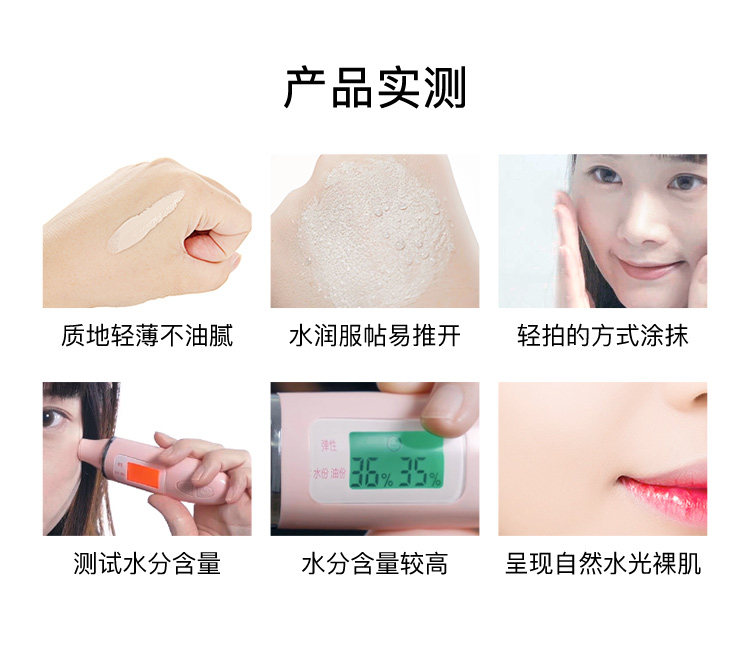 产品实测
质地轻薄不油腻
水润服帖易推开
轻拍的方式涂抹
弹性
水份 油份
36% 35%
测试水分含量
水分含量较高
呈现自然水光裸肌